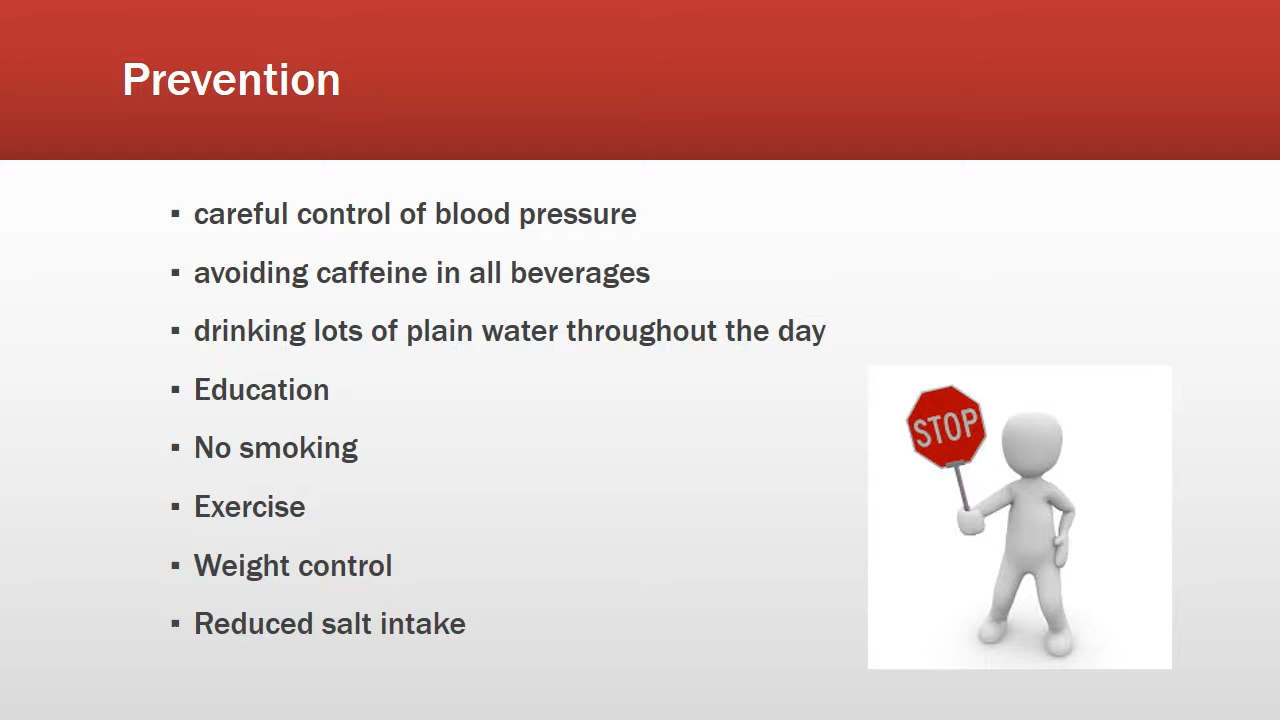 Prevention
▪ careful control of blood pressure
▪ avoiding caffeine in all beverages
▪ drinking lots of plain water throughout the day
▪ Education
▪ No smoking
▪ Exercise
▪ Weight control
▪ Reduced salt intake
STOP